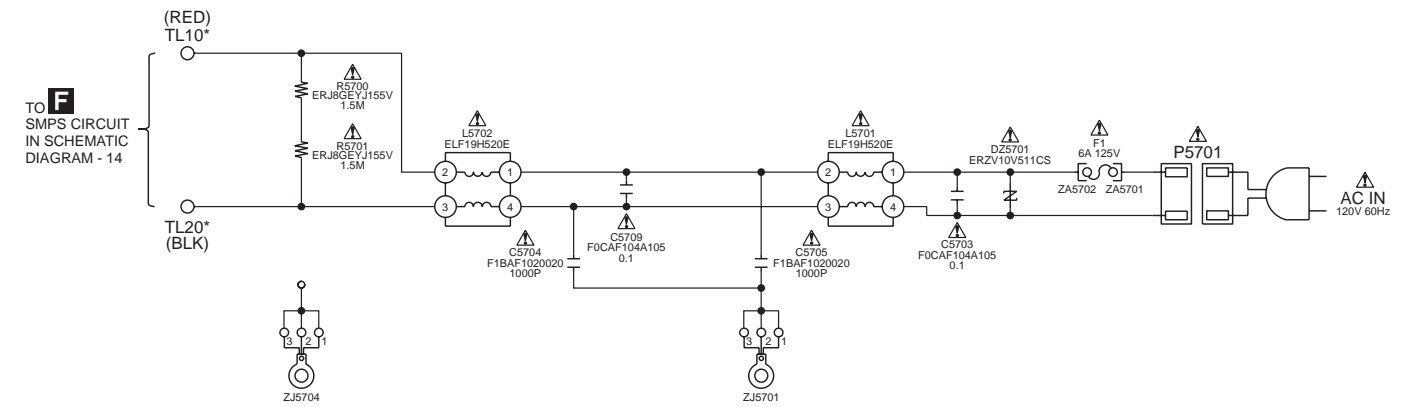 (RED)
TL10*
TO F
SMPS CIRCUIT
IN SCHEMATIC
DIAGRAM - 14
R5700
ERJ8GEYJ155V
1.5M
R5701
ERJ8GEYJ155V
1.5M
TL20*
(BLK)
L5702
ELF19H520E
2
1
3
4
C5704
F1BAF1020020
1000P
C5709
F0CAF104A105
0.1
C5705
F1BAF1020020
1000P
L5701
ELF19H520E
2
1
3
4
DZ5701
ERZV10V511CS
C5703
F0CAF104A105
0.1
F1
6A 125V
ZA5702
ZA5701
P5701
AC IN
120V 60Hz
3
2
1
ZJ5704
3
2
1
ZJ5701